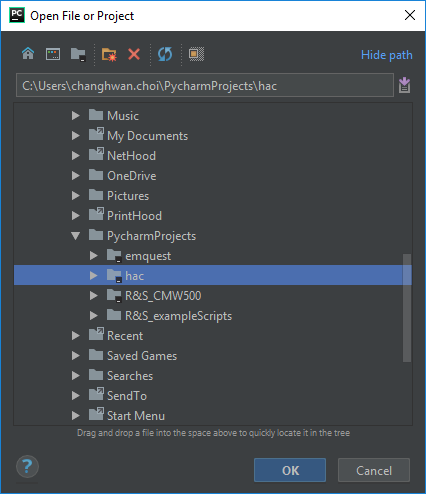 PC Open File or Project
Hide path
C:\Users\changhwan.choi\PycharmProjects\hac
Music
My Documents
NetHood
OneDrive
Pictures
PrintHood
PycharmProjects
emquest
hac
R&S_CMW500
R&S_exampleScripts
Recent
Saved Games
Searches
SendTo
Start Menu
Drag and drop a file into the space above to quickly locate it in the tree
? OK Cancel